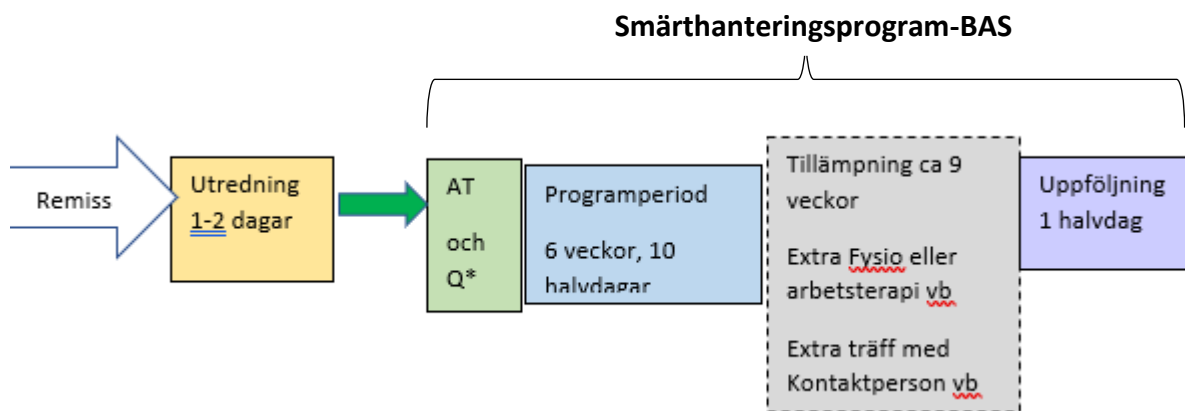 Smärthanteringsprogram-BAS
Remiss
Utredning
1-2 dagar
AT
och
Q*
Programperiod
6 veckor, 10
halvdagar
Tillämpning ca 9
veckor
Extra Fysio eller
arbetsterapi vb
Extra träff med
Kontaktperson vb
Uppföljning
1 halvdag